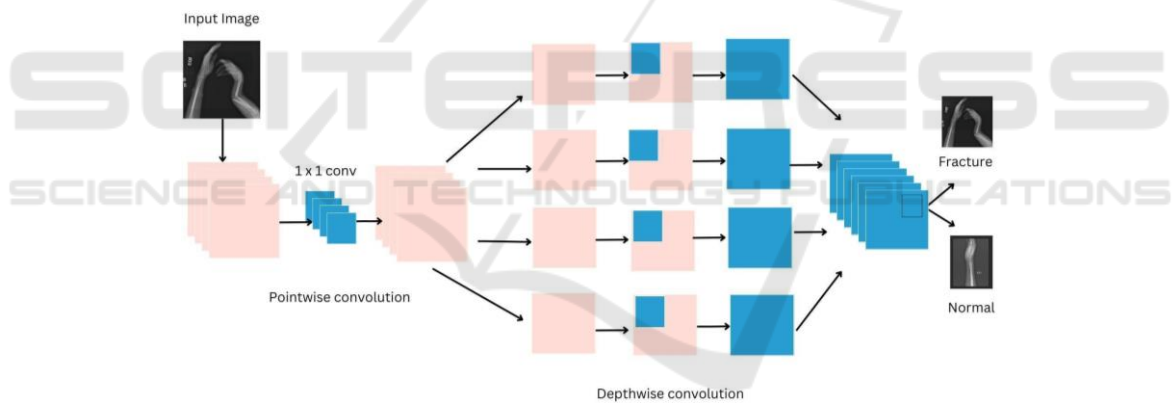 Input Image
SCITEPRESS
1 x 1 conv
Fracture
SCIENCE AND TECHNOLOGY PUBLICATIONS
Pointwise convolution
Normal
Depthwise convolution